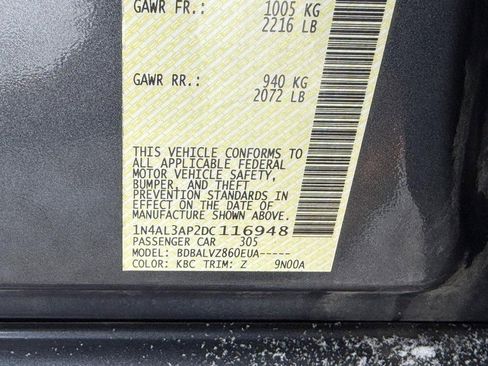 GAWR FR.: 1005 KG
2216 LB
GAWR RR.: 940 KG
2072 LB
THIS VEHICLE CONFORMS TO
ALL APPLICABLE FEDERAL
MOTOR VEHICLE SAFETY,
BUMPER, AND THEFT
PREVENTION STANDARDS IN
EFFECT ON THE DATE OF
MANUFACTURE SHOWN ABOVE.
1N4AL3AP2DC116948
PASSENGER CAR 305
MODEL: BDBALVZ860EUA-----
COLOR: KBC TRIM: Z 9N00A